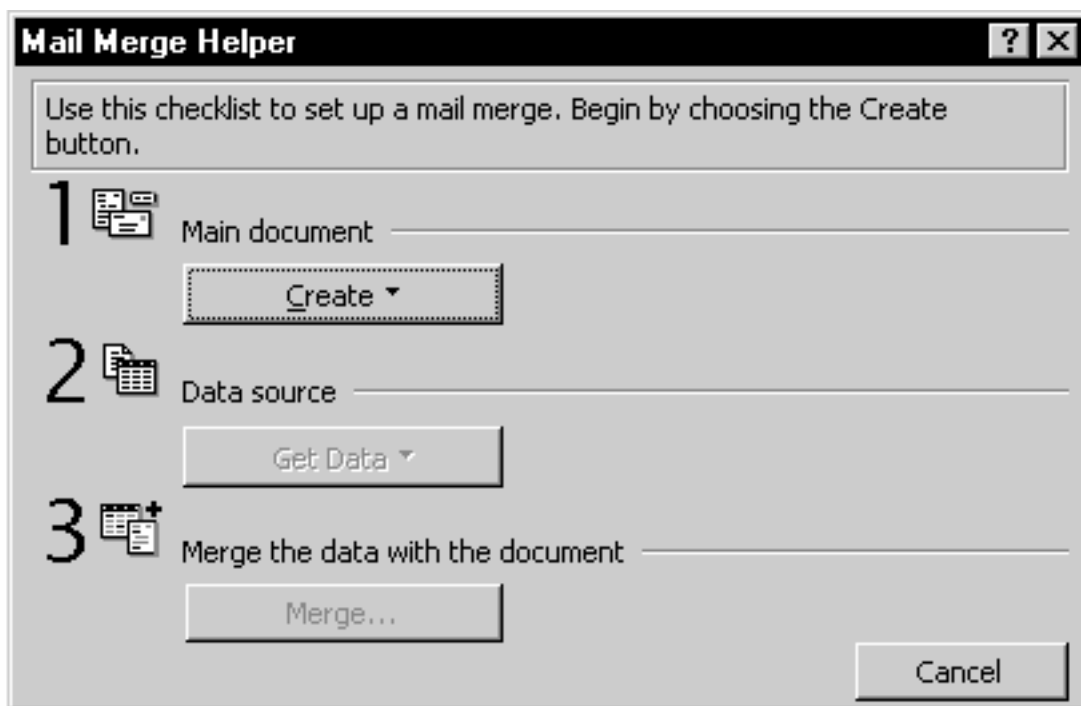 Mail Merge Helper
Use this checklist to set up a mail merge. Begin by choosing the Create
button.
1
Main document
Create
2
Data source
Get Data
3
Merge the data with the document
Merge...
Cancel